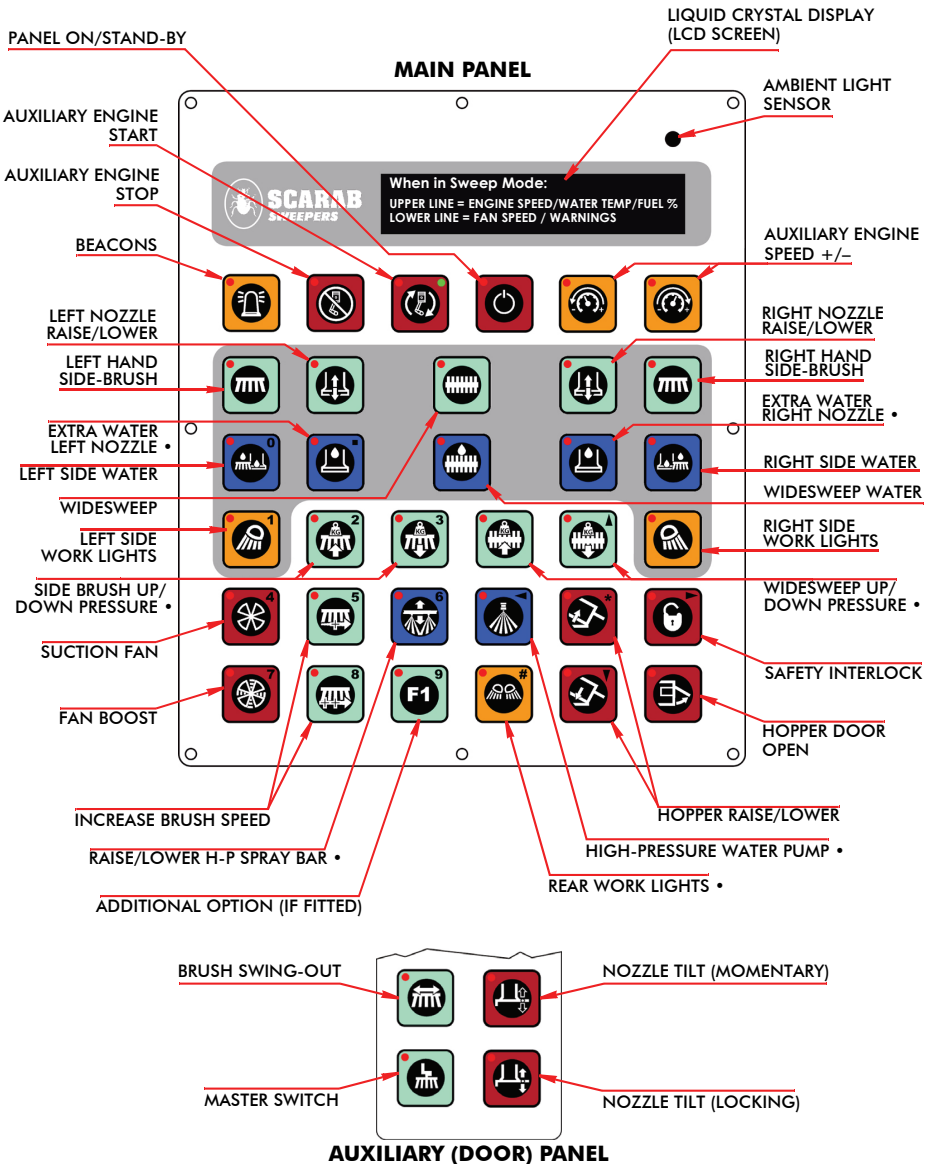 LIQUID CRYSTAL DISPLAY
(LCD SCREEN)
PANEL ON/STAND-BY
MAIN PANEL
AMBIENT LIGHT
SENSOR
AUXILIARY ENGINE
START
AUXILIARY ENGINE
STOP
SCARAB
SWEEPERS
When in Sweep Mode:
UPPER LINE = ENGINE SPEED/WATER TEMP/FUEL %
LOWER LINE = FAN SPEED / WARNINGS
BEACONS
AUXILIARY ENGINE
SPEED +/–
LEFT NOZZLE
RAISE/LOWER
RIGHT NOZZLE
RAISE/LOWER
LEFT HAND
SIDE-BRUSH
RIGHT HAND
SIDE-BRUSH
EXTRA WATER
LEFT NOZZLE •
EXTRA WATER
RIGHT NOZZLE •
0
LEFT SIDE WATER
RIGHT SIDE WATER
WIDESWEEP
WIDESWEEP WATER
LEFT SIDE
WORK LIGHTS
1
2
KG
3
KG
KG
KG
RIGHT SIDE
WORK LIGHTS
SIDE BRUSH UP/
DOWN PRESSURE •
WIDESWEEP UP/
DOWN PRESSURE •
4
5
6
*
SUCTION FAN
SAFETY INTERLOCK
7
8
F1
9
#
FAN BOOST
HOPPER DOOR
OPEN
INCREASE BRUSH SPEED
HOPPER RAISE/LOWER
RAISE/LOWER H-P SPRAY BAR •
HIGH-PRESSURE WATER PUMP •
REAR WORK LIGHTS •
ADDITIONAL OPTION (IF FITTED)
BRUSH SWING-OUT
NOZZLE TILT (MOMENTARY)
MASTER SWITCH
NOZZLE TILT (LOCKING)
AUXILIARY (DOOR) PANEL